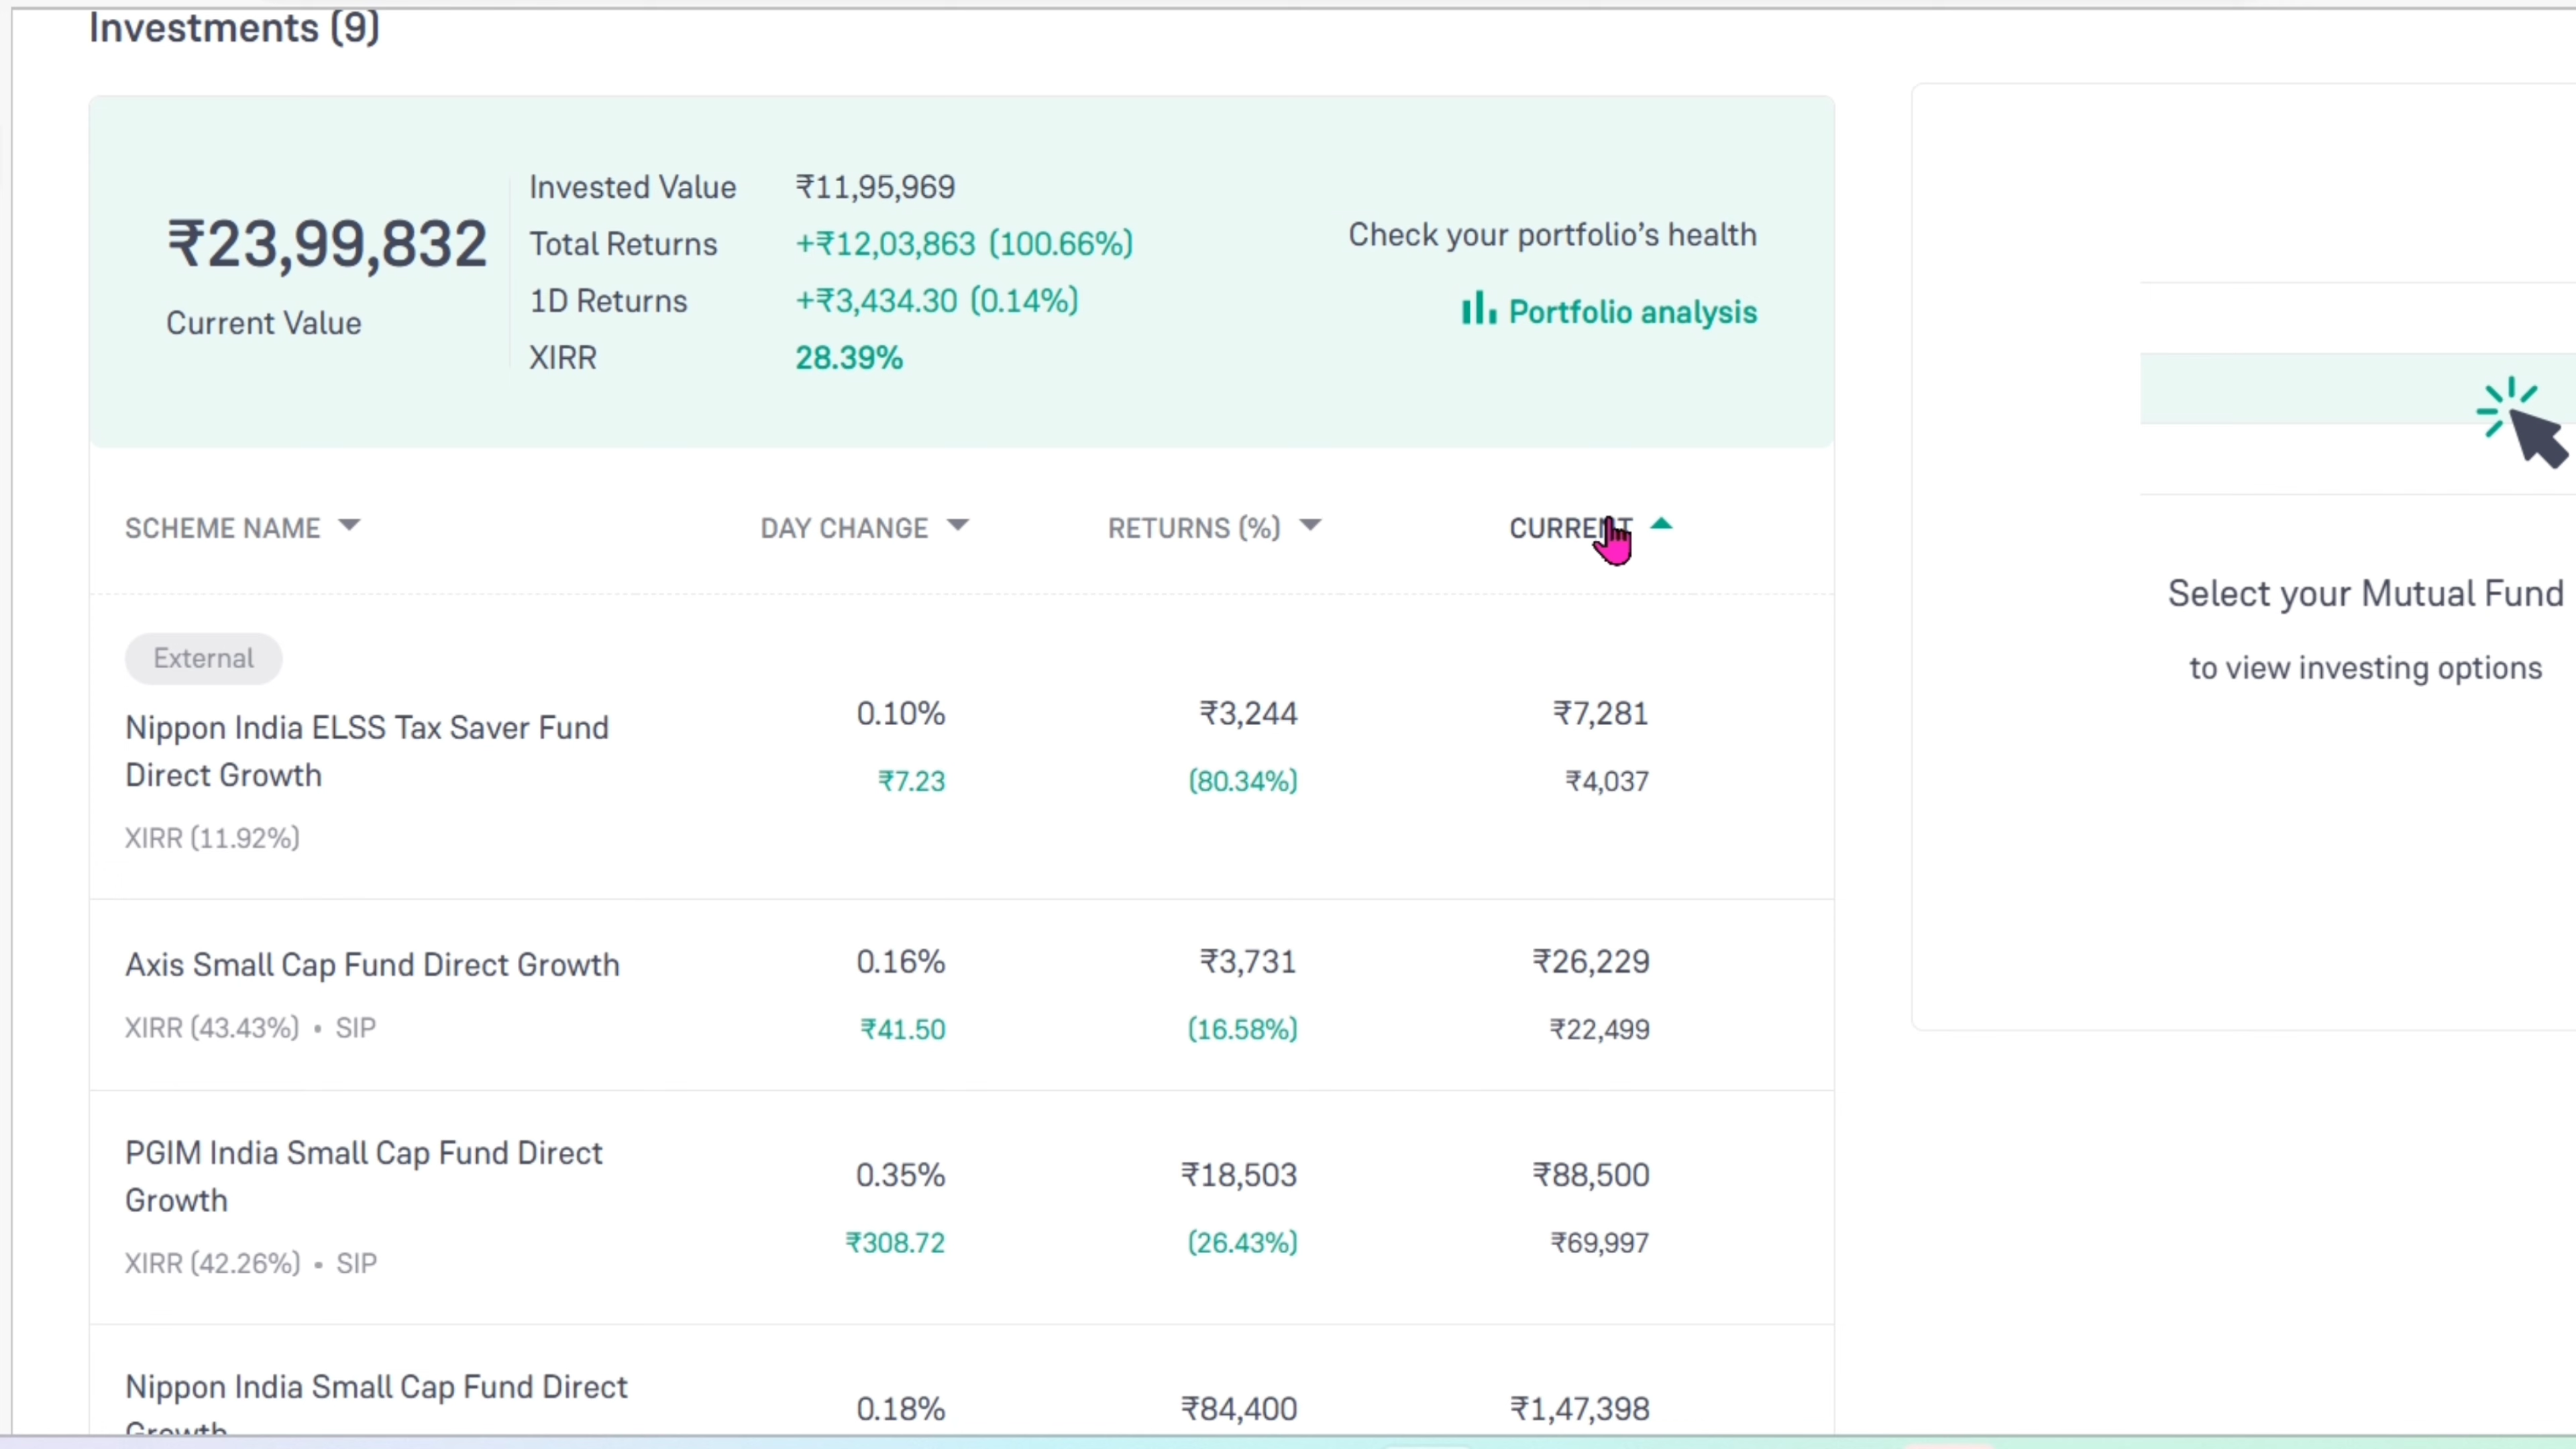 Investments (9)
₹23,99,832
Current Value
Invested Value ₹11,95,969
Total Returns +₹12,03,863 (100.66%)
1D Returns +₹3,434.30 (0.14%)
XIRR 28.39%
Check your portfolio’s health
Portfolio analysis
SCHEME NAME DAY CHANGE RETURNS (%) CURRENT
External
Nippon India ELSS Tax Saver Fund
Direct Growth
XIRR (11.92%)
0.10% ₹3,244 ₹7,281
₹7.23 (80.34%) ₹4,037
Axis Small Cap Fund Direct Growth
XIRR (43.43%) • SIP
0.16% ₹3,731 ₹26,229
₹41.50 (16.58%) ₹22,499
PGIM India Small Cap Fund Direct
Growth
XIRR (42.26%) • SIP
0.35% ₹18,503 ₹88,500
₹308.72 (26.43%) ₹69,997
Nippon India Small Cap Fund Direct
Growth
0.18% ₹84,400 ₹1,47,398
Select your Mutual Fund
to view investing options